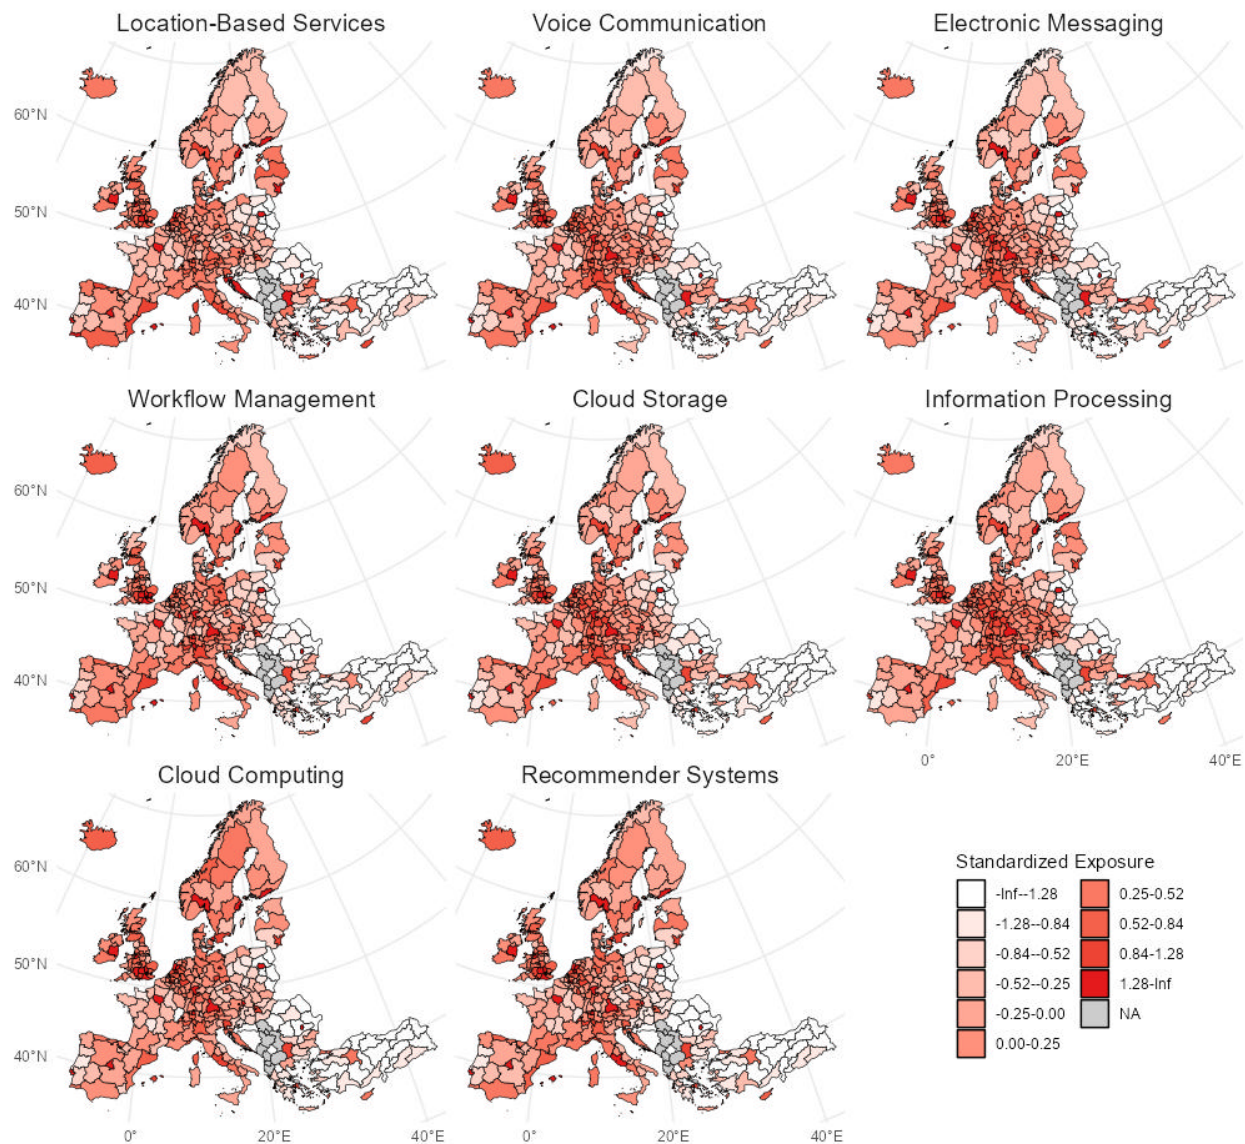 Location-Based Services
Voice Communication
Electronic Messaging
60°N
50°N
40°N
Workflow Management
Cloud Storage
Information Processing
60°N
50°N
40°N
0°
20°E
40°E
Cloud Computing
Recommender Systems
60°N
50°N
40°N
0°
20°E
40°E
0°
20°E
40°E
Standardized Exposure
-Inf--1.28
-1.28--0.84
-0.84--0.52
-0.52--0.25
-0.25-0.00
0.00-0.25
0.25-0.52
0.52-0.84
0.84-1.28
1.28-Inf
NA